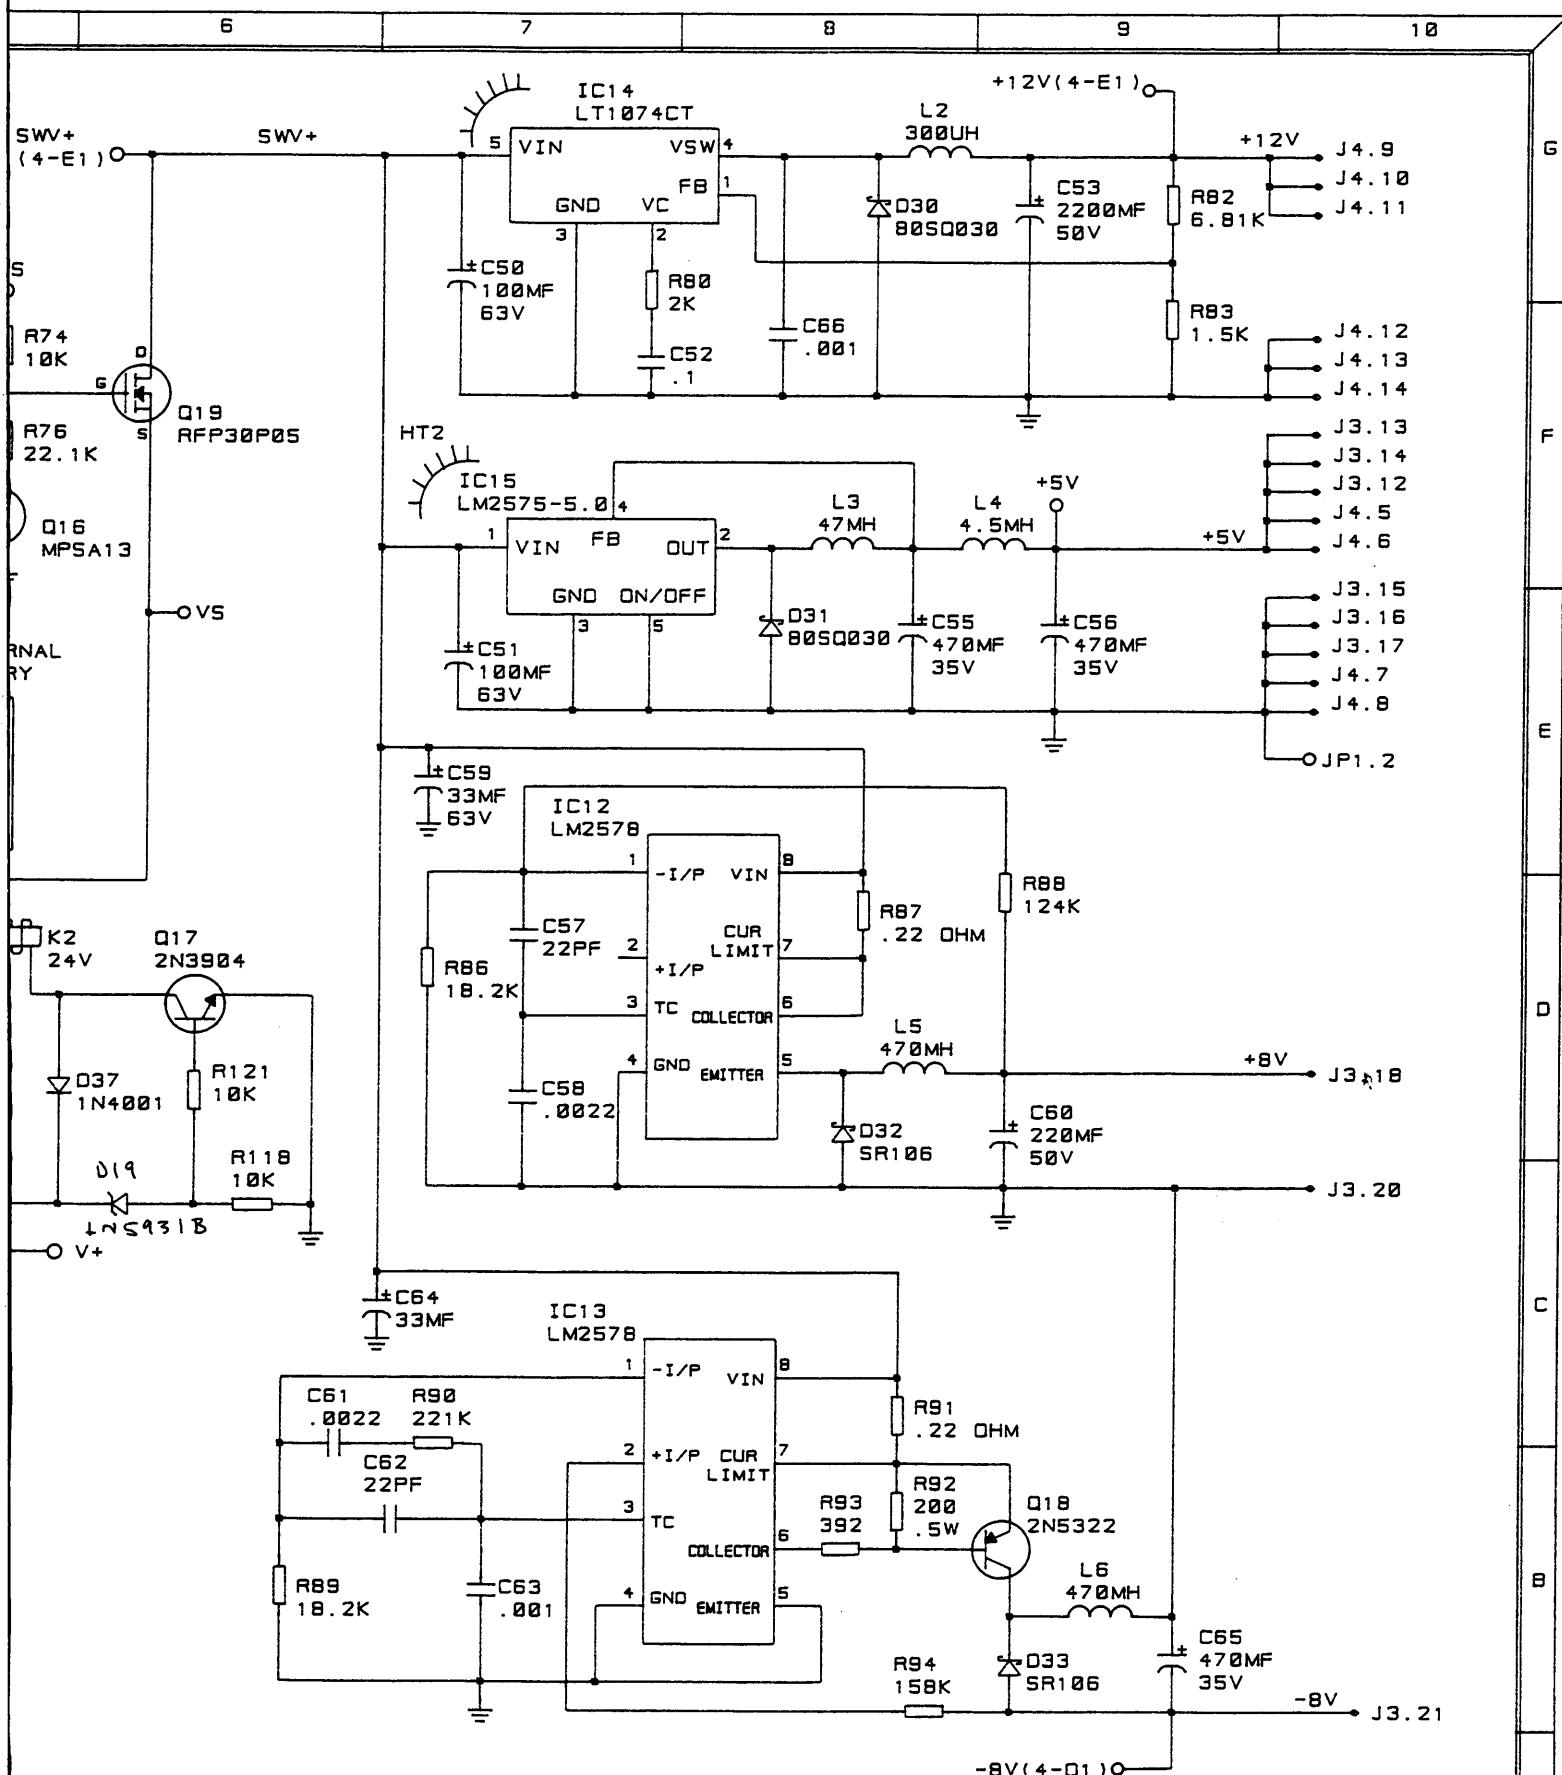 6 7 8 9 10
G
F
E
D
C
B
SWV+
(4-E1)
SWV+
S
R74
10K
D
G
S
Q19
RFP30P05
R76
22.1K
Q16
MPSA13
VS
RNAL
RY
K2
24V
Q17
2N3904
D37
1N4001
R121
10K
D19
1N5931B
R118
10K
V+
IC14
LT1074CT
5
VIN
VSW
4
FB
1
GND
VC
3
2
+
C50
100MF
63V
R80
2K
C52
.1
C66
.001
D30
80SQ030
L2
300UH
+
C53
2200MF
50V
+12V(4-E1)
R82
6.81K
R83
1.5K
+12V
J4.9
J4.10
J4.11
J4.12
J4.13
J4.14
HT2
IC15
LM2575-5.0
4
1
VIN
FB
OUT
2
GND
ON/OFF
3
5
+
C51
100MF
63V
D31
80SQ030
L3
47MH
+
C55
470MF
35V
L4
4.5MH
+5V
+
C56
470MF
35V
+5V
J3.13
J3.14
J3.12
J4.5
J4.6
J3.15
J3.16
J3.17
J4.7
J4.8
JP1.2
+
C59
33MF
63V
IC12
LM2578
1
-I/P
VIN
8
2
+I/P
CUR
LIMIT
7
3
TC
COLLECTOR
6
4
GND
EMITTER
5
R86
18.2K
C57
22PF
C58
.0022
R87
.22 OHM
R88
124K
L5
470MH
D32
SR106
+
C60
220MF
50V
+8V
J3.18
J3.20
+
C64
33MF
IC13
LM2578
1
-I/P
VIN
8
2
+I/P
CUR
LIMIT
7
3
TC
COLLECTOR
6
4
GND
EMITTER
5
C61
.0022
R90
221K
C62
22PF
R89
18.2K
C63
.001
R91
.22 OHM
R92
200
.5W
R93
392
Q18
2N5322
L6
470MH
R94
158K
D33
SR106
+
C65
470MF
35V
-8V
J3.21
-8V(4-D1)